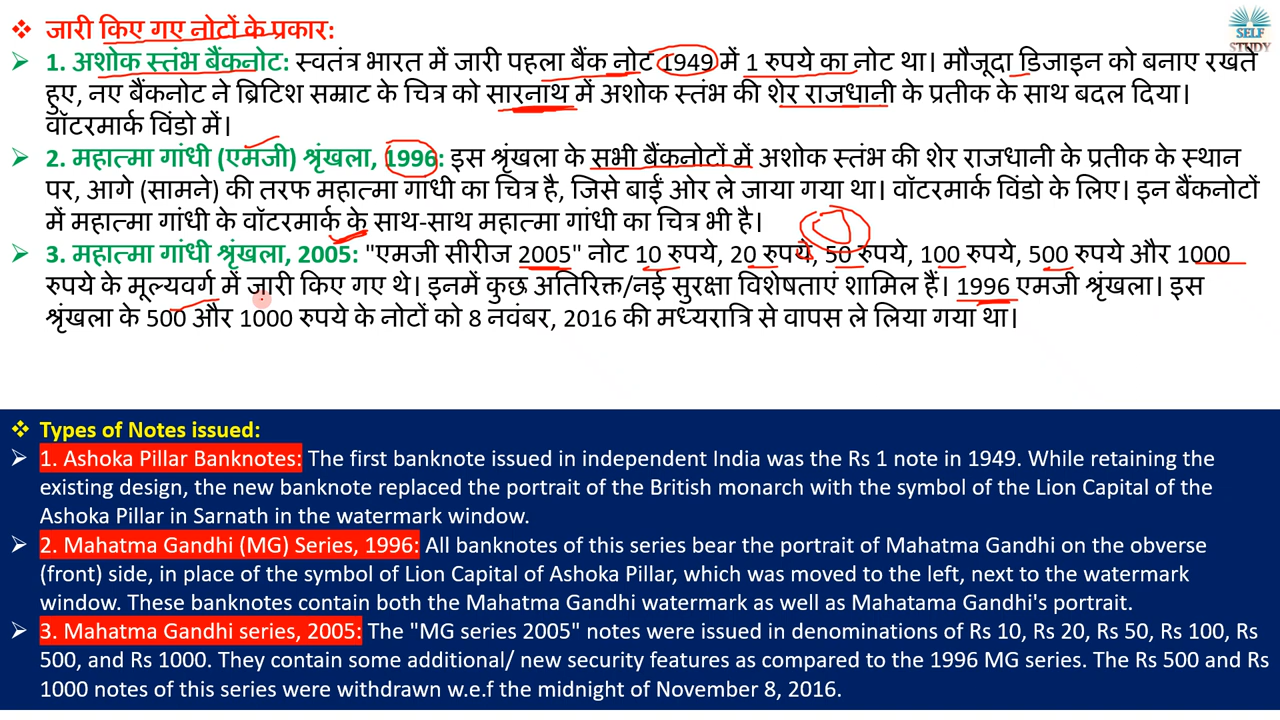 ❖ जारी किए गए नोटों के प्रकार:
SELF
STUDY
➢ 1. अशोक स्तंभ बैंकनोट: स्वतंत्र भारत में जारी पहला बैंक नोट 1949 में 1 रुपये का नोट था। मौजूदा डिजाइन को बनाए रखते
हुए, नए बैंकनोट ने ब्रिटिश सम्राट के चित्र को सारनाथ में अशोक स्तंभ की शेर राजधानी के प्रतीक के साथ बदल दिया।
वॉटरमार्क विंडो में।
➢ 2. महात्मा गांधी (एमजी) श्रृंखला, 1996: इस श्रृंखला के सभी बैंकनोटों में अशोक स्तंभ की शेर राजधानी के प्रतीक के स्थान
पर, आगे (सामने) की तरफ महात्मा गांधी का चित्र है, जिसे बाईं ओर ले जाया गया था। वॉटरमार्क विंडो के लिए। इन बैंकनोटों
में महात्मा गांधी के वॉटरमार्क के साथ-साथ महात्मा गांधी का चित्र भी है।
➢ 3. महात्मा गांधी श्रृंखला, 2005: "एमजी सीरीज 2005" नोट 10 रुपये, 20 रुपये, 50 रुपये, 100 रुपये, 500 रुपये और 1000
रुपये के मूल्यवर्ग में जारी किए गए थे। इनमें कुछ अतिरिक्त/नई सुरक्षा विशेषताएं शामिल हैं। 1996 एमजी श्रृंखला। इस
श्रृंखला के 500 और 1000 रुपये के नोटों को 8 नवंबर, 2016 की मध्यरात्रि से वापस ले लिया गया था।
❖ Types of Notes issued:
➢ 1. Ashoka Pillar Banknotes: The first banknote issued in independent India was the Rs 1 note in 1949. While retaining the
existing design, the new banknote replaced the portrait of the British monarch with the symbol of the Lion Capital of the
Ashoka Pillar in Sarnath in the watermark window.
➢ 2. Mahatma Gandhi (MG) Series, 1996: All banknotes of this series bear the portrait of Mahatma Gandhi on the obverse
(front) side, in place of the symbol of Lion Capital of Ashoka Pillar, which was moved to the left, next to the watermark
window. These banknotes contain both the Mahatma Gandhi watermark as well as Mahatama Gandhi's portrait.
➢ 3. Mahatma Gandhi series, 2005: The "MG series 2005" notes were issued in denominations of Rs 10, Rs 20, Rs 50, Rs 100, Rs
500, and Rs 1000. They contain some additional/ new security features as compared to the 1996 MG series. The Rs 500 and Rs
1000 notes of this series were withdrawn w.e.f the midnight of November 8, 2016.